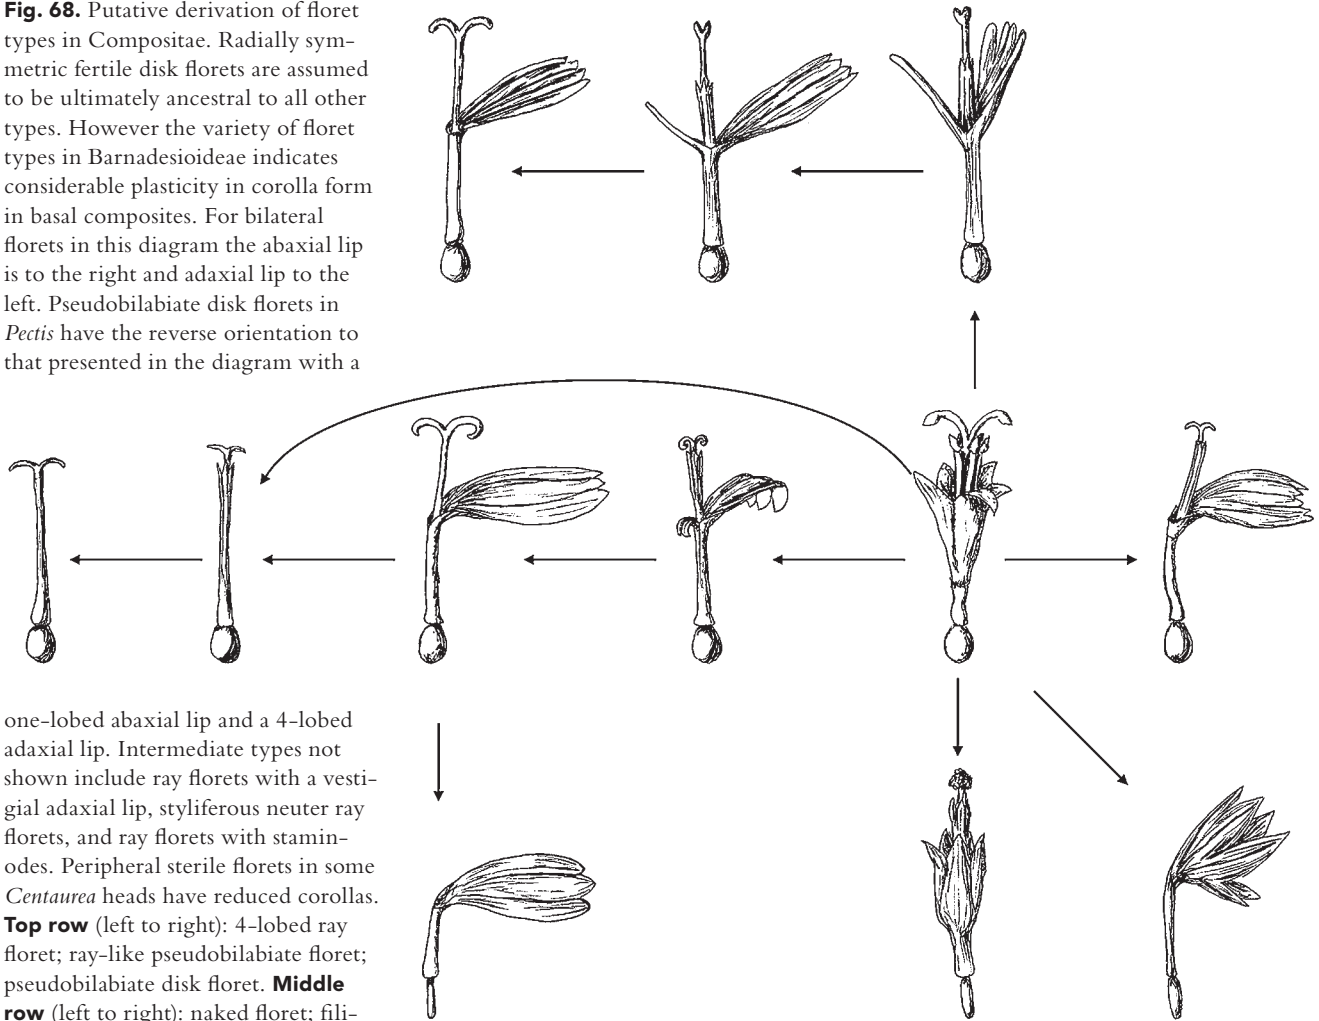 Fig. 68. Putative derivation of floret
types in Compositae. Radially sym-
metric fertile disk florets are assumed
to be ultimately ancestral to all other
types. However the variety of floret
types in Barnadesioideae indicates
considerable plasticity in corolla form
in basal composites. For bilateral
florets in this diagram the abaxial lip
is to the right and adaxial lip to the
left. Pseudobilabiate disk florets in
Pectis have the reverse orientation to
that presented in the diagram with a
one-lobed abaxial lip and a 4-lobed
adaxial lip. Intermediate types not
shown include ray florets with a vesti-
gial adaxial lip, styliferous neuter ray
florets, and ray florets with stamin-
odes. Peripheral sterile florets in some
Centaurea heads have reduced corollas.
Top row (left to right): 4-lobed ray
floret; ray-like pseudobilabiate floret;
pseudobilabiate disk floret. Middle
row (left to right): naked floret; fili-